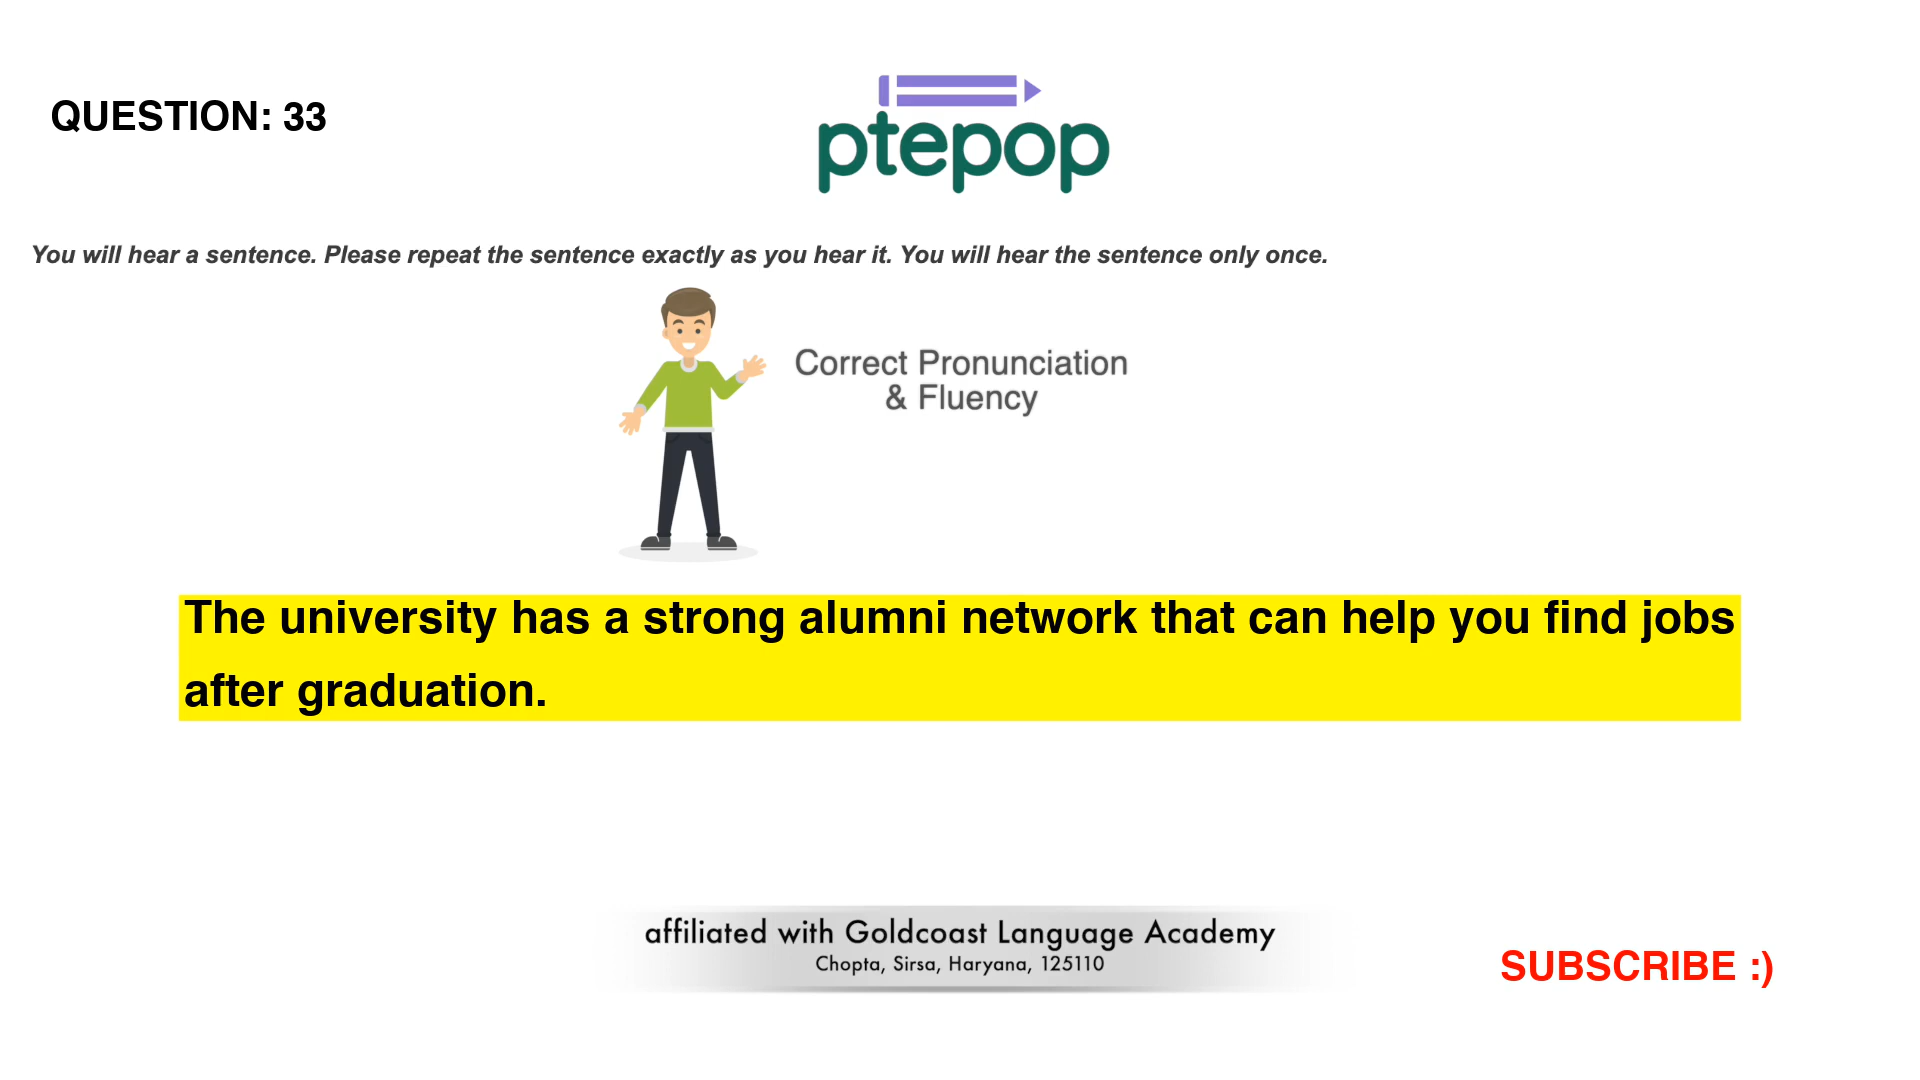 QUESTION: 33
ptepop
You will hear a sentence. Please repeat the sentence exactly as you hear it. You will hear the sentence only once.
Correct Pronunciation
& Fluency
The university has a strong alumni network that can help you find jobs
after graduation.
affiliated with Goldcoast Language Academy
Chopta, Sirsa, Haryana, 125110
SUBSCRIBE :)